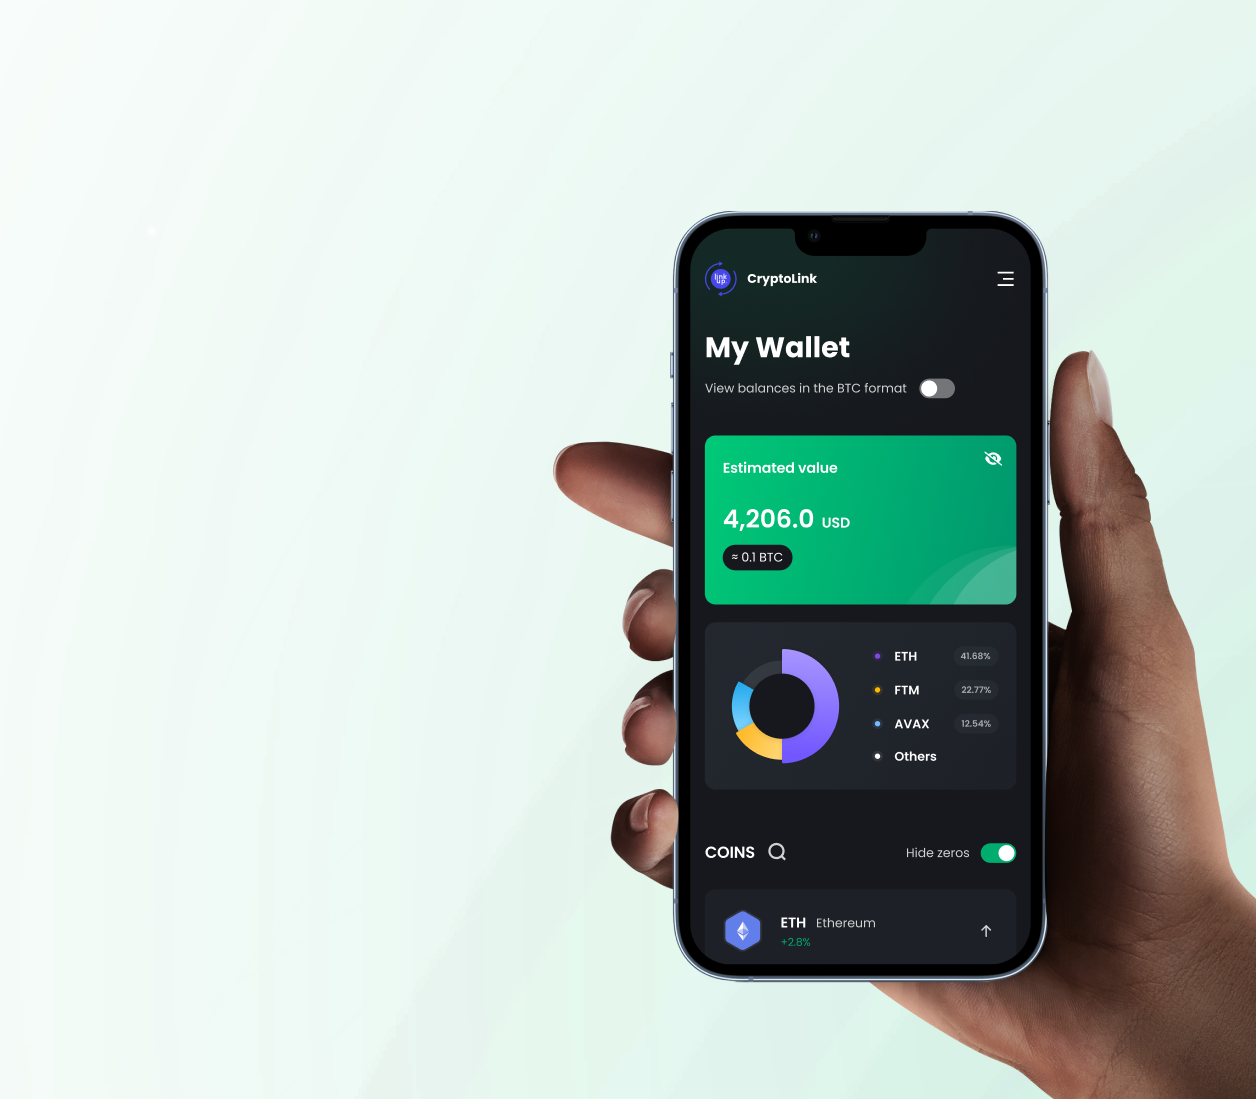 link
up.
CryptoLink
My Wallet
View balances in the BTC format
Estimated value
4,206.0 USD
≈ 0.1 BTC
ETH 41.68%
FTM 22.77%
AVAX 12.54%
Others
COINS Hide zeros
ETH Ethereum
+2.8%